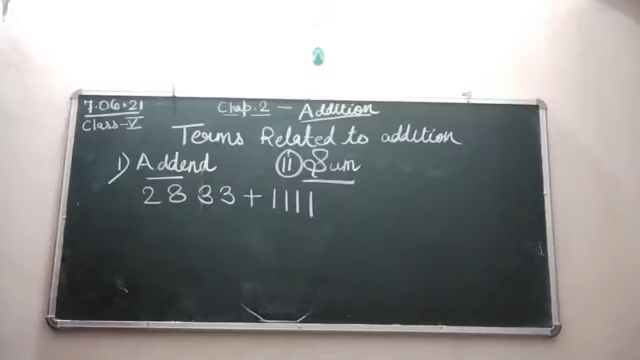 7.06.21 Chap. 2 - Addition
Class-V
Terms Related to addition
1) Addend (ii) Sum
2833+1111